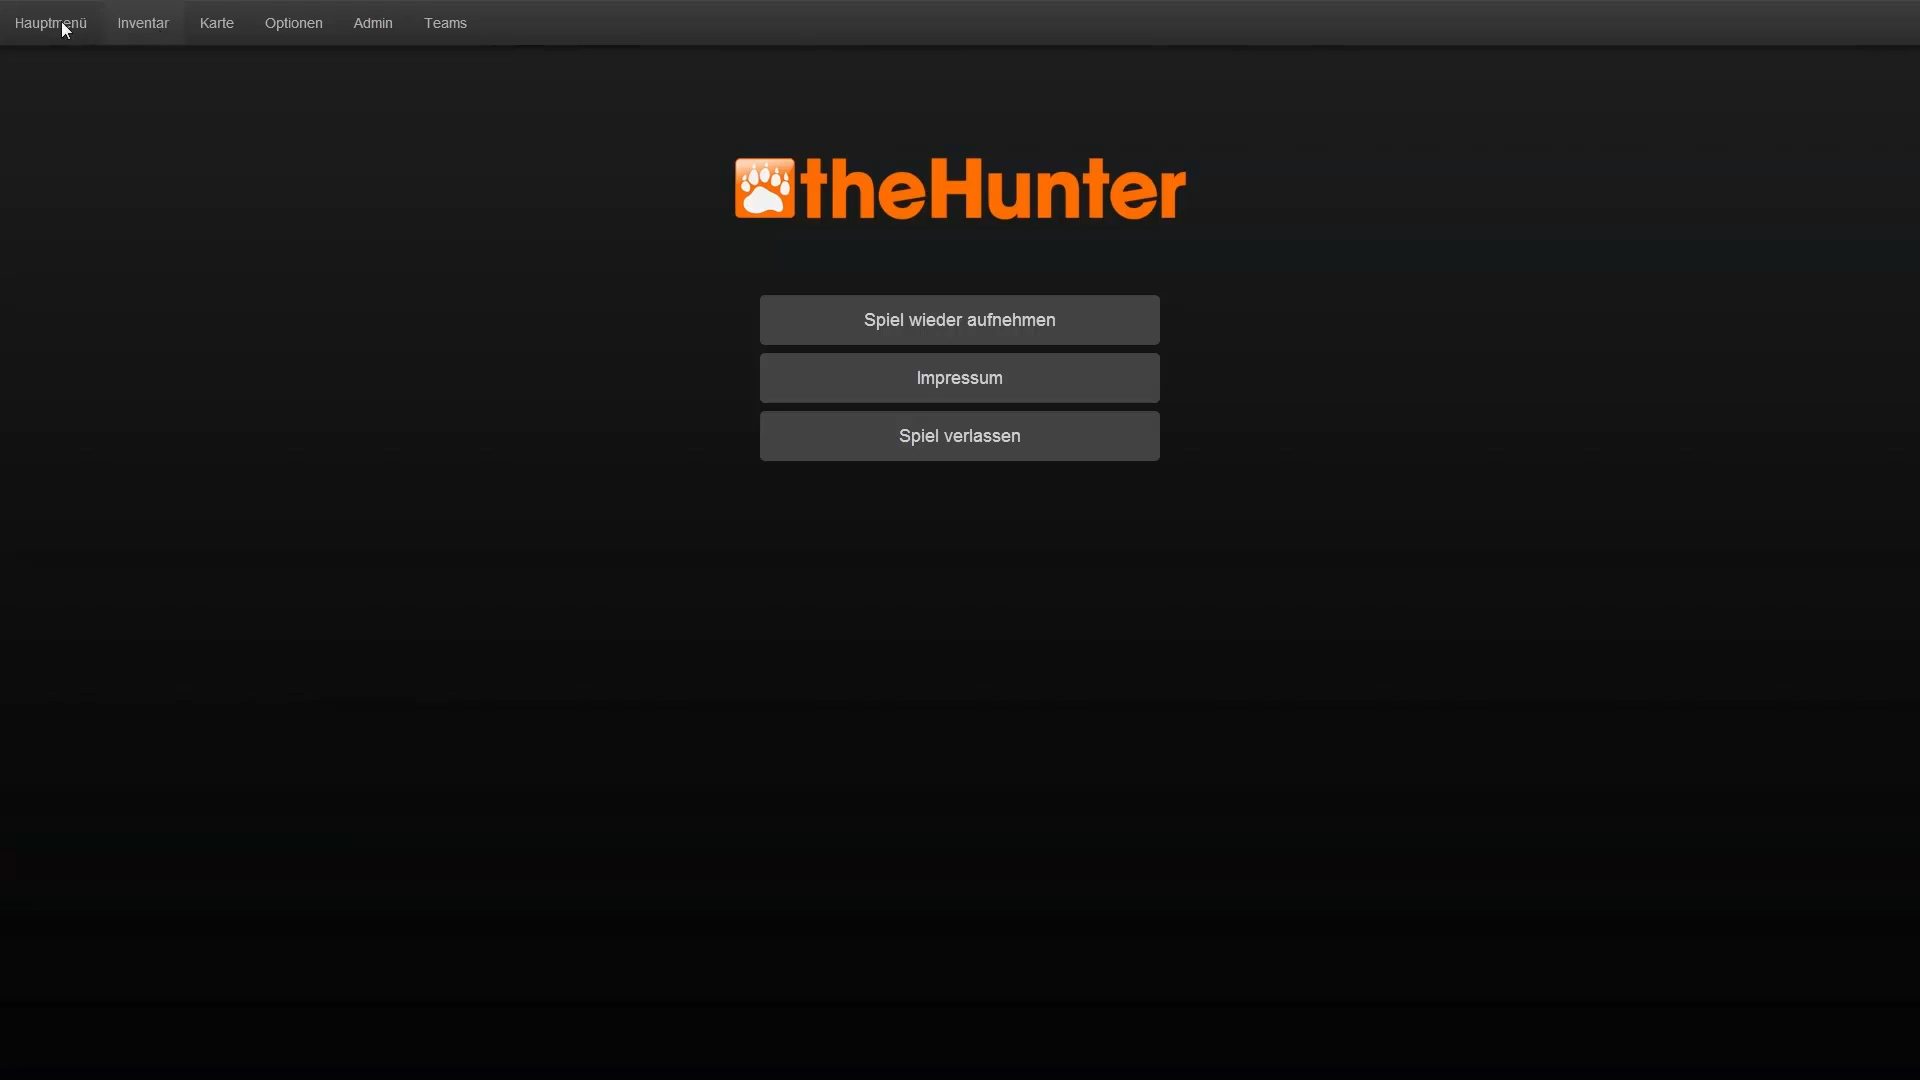 Hauptmenü Inventar Karte Optionen Admin Teams
theHunter
Spiel wieder aufnehmen
Impressum
Spiel verlassen